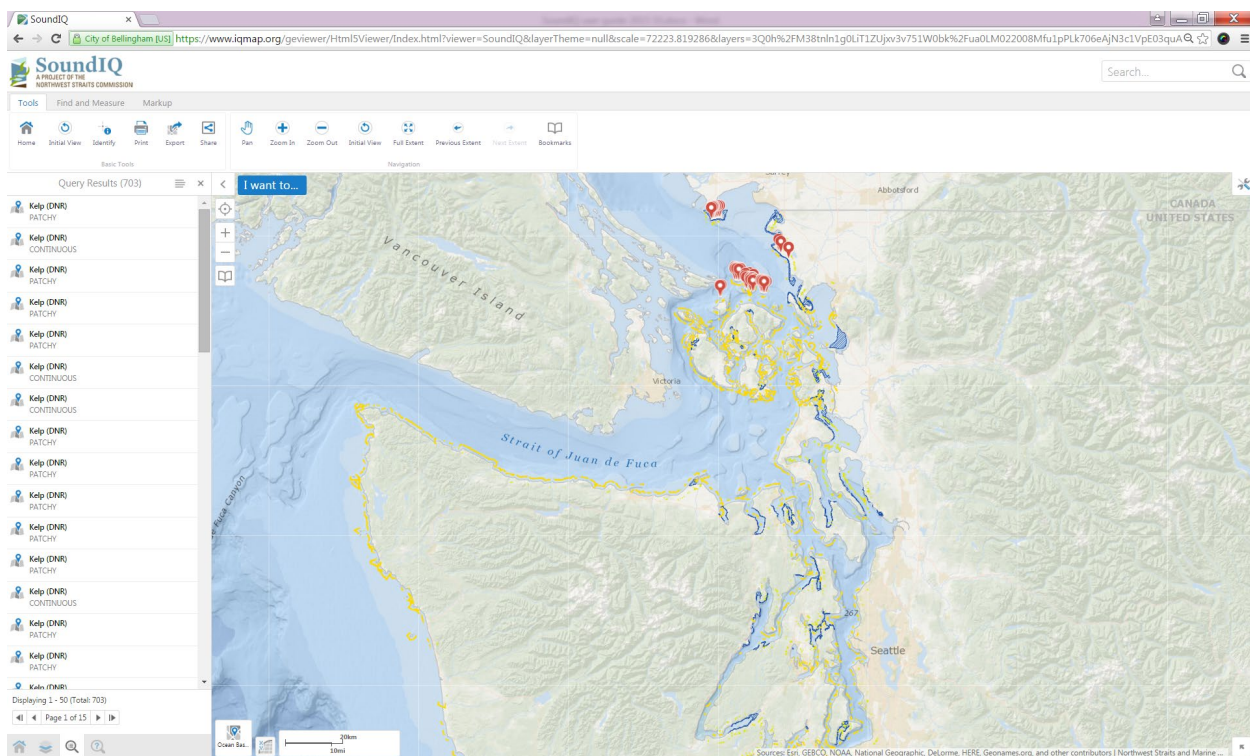 SoundIQ
City of Bellingham [US] https://www.iqmap.org/geviewer/Html5Viewer/Index.html?viewer=SoundIQ&layerTheme=null&scale=72223.819286&layers=
SoundIQ
A PROJECT OF THE
NORTHWEST STRAITS COMMISSION
Search...
Tools Find and Measure Markup
Home Initial View Identify Print Export Share Pan Zoom In Zoom Out Initial View Full Extent Previous Extent Next Extent Bookmarks
Basic Tools Navigation
Query Results (703)
I want to...
Kelp (DNR)
PATCHY
Kelp (DNR)
CONTINUOUS
Kelp (DNR)
PATCHY
Kelp (DNR)
PATCHY
Kelp (DNR)
PATCHY
Kelp (DNR)
CONTINUOUS
Kelp (DNR)
CONTINUOUS
Kelp (DNR)
PATCHY
Kelp (DNR)
PATCHY
Kelp (DNR)
PATCHY
Kelp (DNR)
PATCHY
Kelp (DNR)
PATCHY
Kelp (DNR)
CONTINUOUS
Kelp (DNR)
PATCHY
Kelp (DNR)
PATCHY
Kelp (DNR)
Displaying 1 - 50 (Total: 703)
Page 1 of 15
Abbotsford
CANADA
UNITED STATES
Vancouver Island
Victoria
Strait of Juan de Fuca
Fuca Canyon
267
Seattle
Ocean Bas...
20km
10mi
Sources: Esri, GEBCO, NOAA, National Geographic, DeLorme, HERE, Geonames.org, and other contributors | Northwest Straits and Marine ...